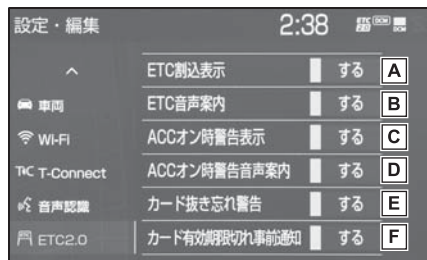 設定・編集 2:38 ETC DCM
ETC割込表示 する A
車両 ETC音声案内 する B
Wi-Fi ACCオン時警告表示 する C
T-Connect ACCオン時警告音声案内 する D
音声認識 カード抜き忘れ警告 する E
ETC2.0 カード有効期限切れ事前通知 する F